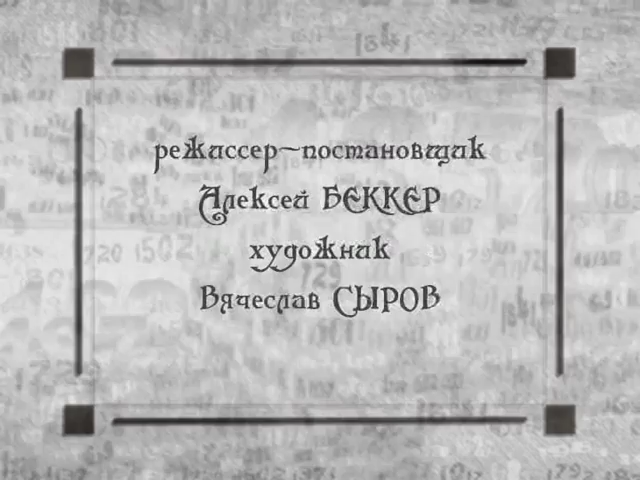 режиссер~постановщик
Алексей БЕККЕР
художник
Вячеслав СЫРОВ